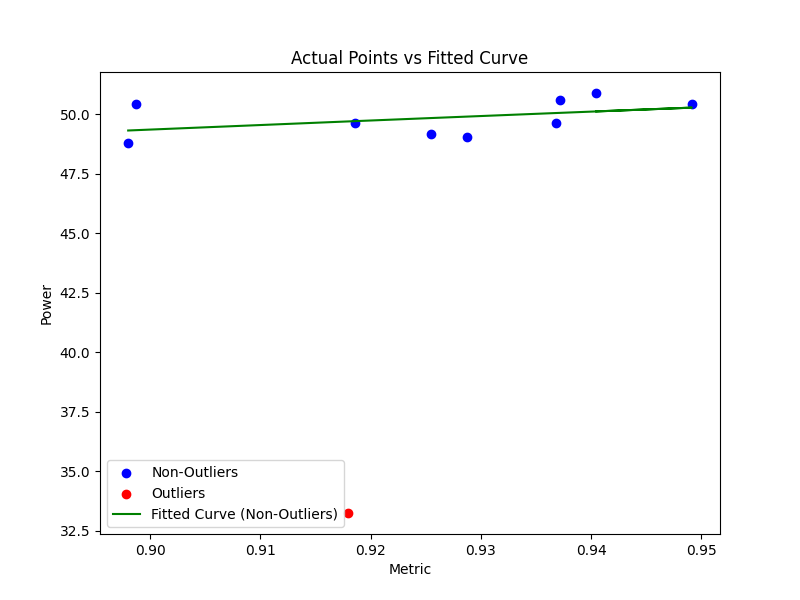 Actual Points vs Fitted Curve
50.0
47.5
45.0
42.5
40.0
37.5
35.0
32.5
Power
Non-Outliers
Outliers
Fitted Curve (Non-Outliers)
0.90 0.91 0.92 0.93 0.94 0.95
Metric